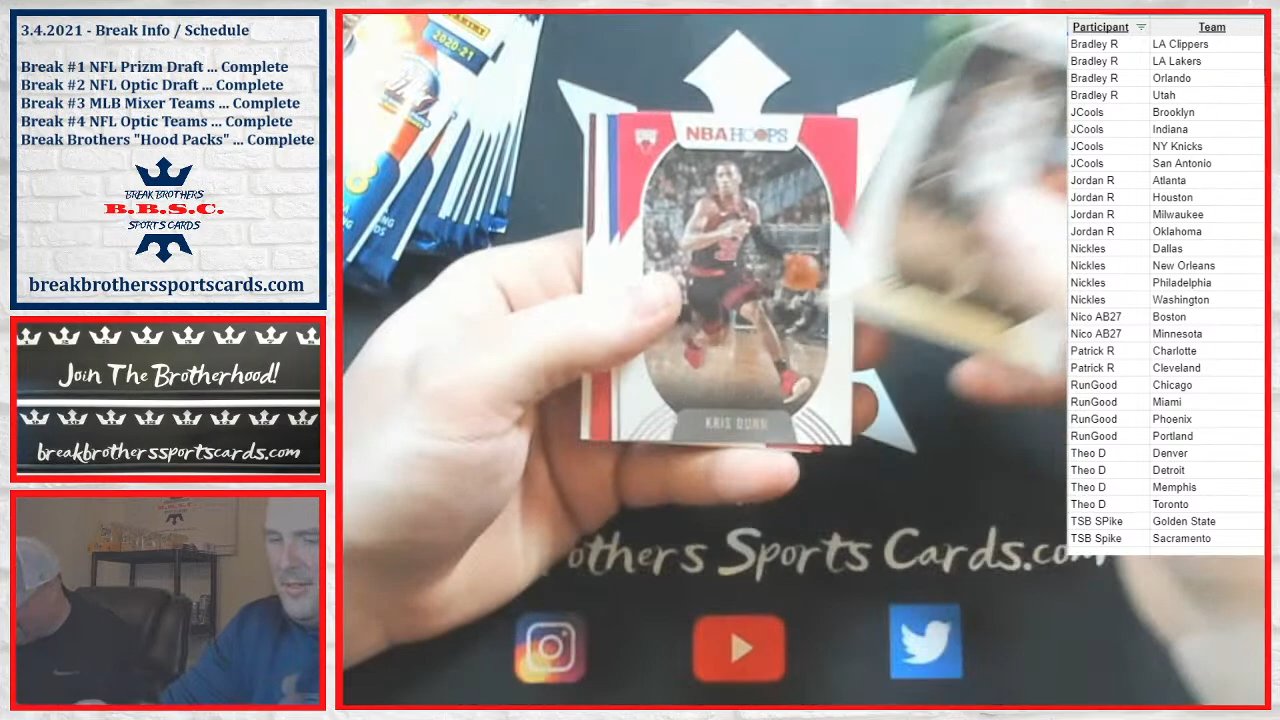 3.4.2021 - Break Info / Schedule
Break #1 NFL Prizm Draft ... Complete
Break #2 NFL Optic Draft ... Complete
Break #3 MLB Mixer Teams ... Complete
Break #4 NFL Optic Teams ... Complete
Break Brothers "Hood Packs" ... Complete
BREAK BROTHERS
B.B.S.C.
SPORTS CARDS
breakbrotherssportscards.com
Join The Brotherhood!
breakbrotherssportscards.com
PANINI
2020-21
NBA HOOPS
KRIS DUNN
others Sports Cards.com
Participant Team
Bradley R LA Clippers
Bradley R LA Lakers
Bradley R Orlando
Bradley R Utah
JCools Brooklyn
JCools Indiana
JCools NY Knicks
JCools San Antonio
Jordan R Atlanta
Jordan R Houston
Jordan R Milwaukee
Jordan R Oklahoma
Nickles Dallas
Nickles New Orleans
Nickles Philadelphia
Nickles Washington
Nico AB27 Boston
Nico AB27 Minnesota
Patrick R Charlotte
Patrick R Cleveland
RunGood Chicago
RunGood Miami
RunGood Phoenix
RunGood Portland
Theo D Denver
Theo D Detroit
Theo D Memphis
Theo D Toronto
TSB SPike Golden State
TSB Spike Sacramento